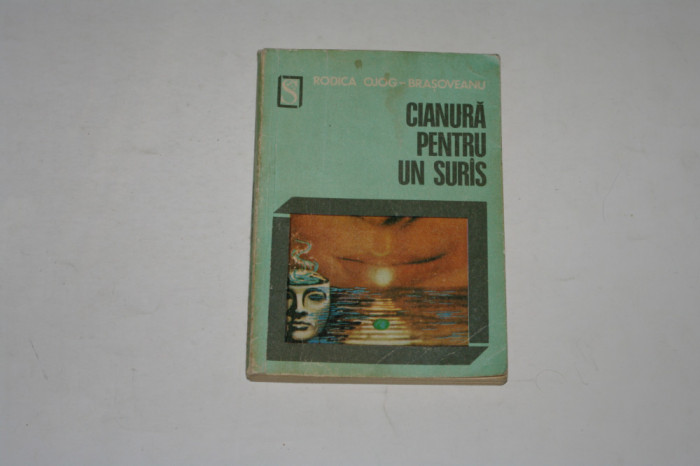 S
RODICA OJOG-BRAȘOVEANU
CIANURĂ
PENTRU
UN SURÎS